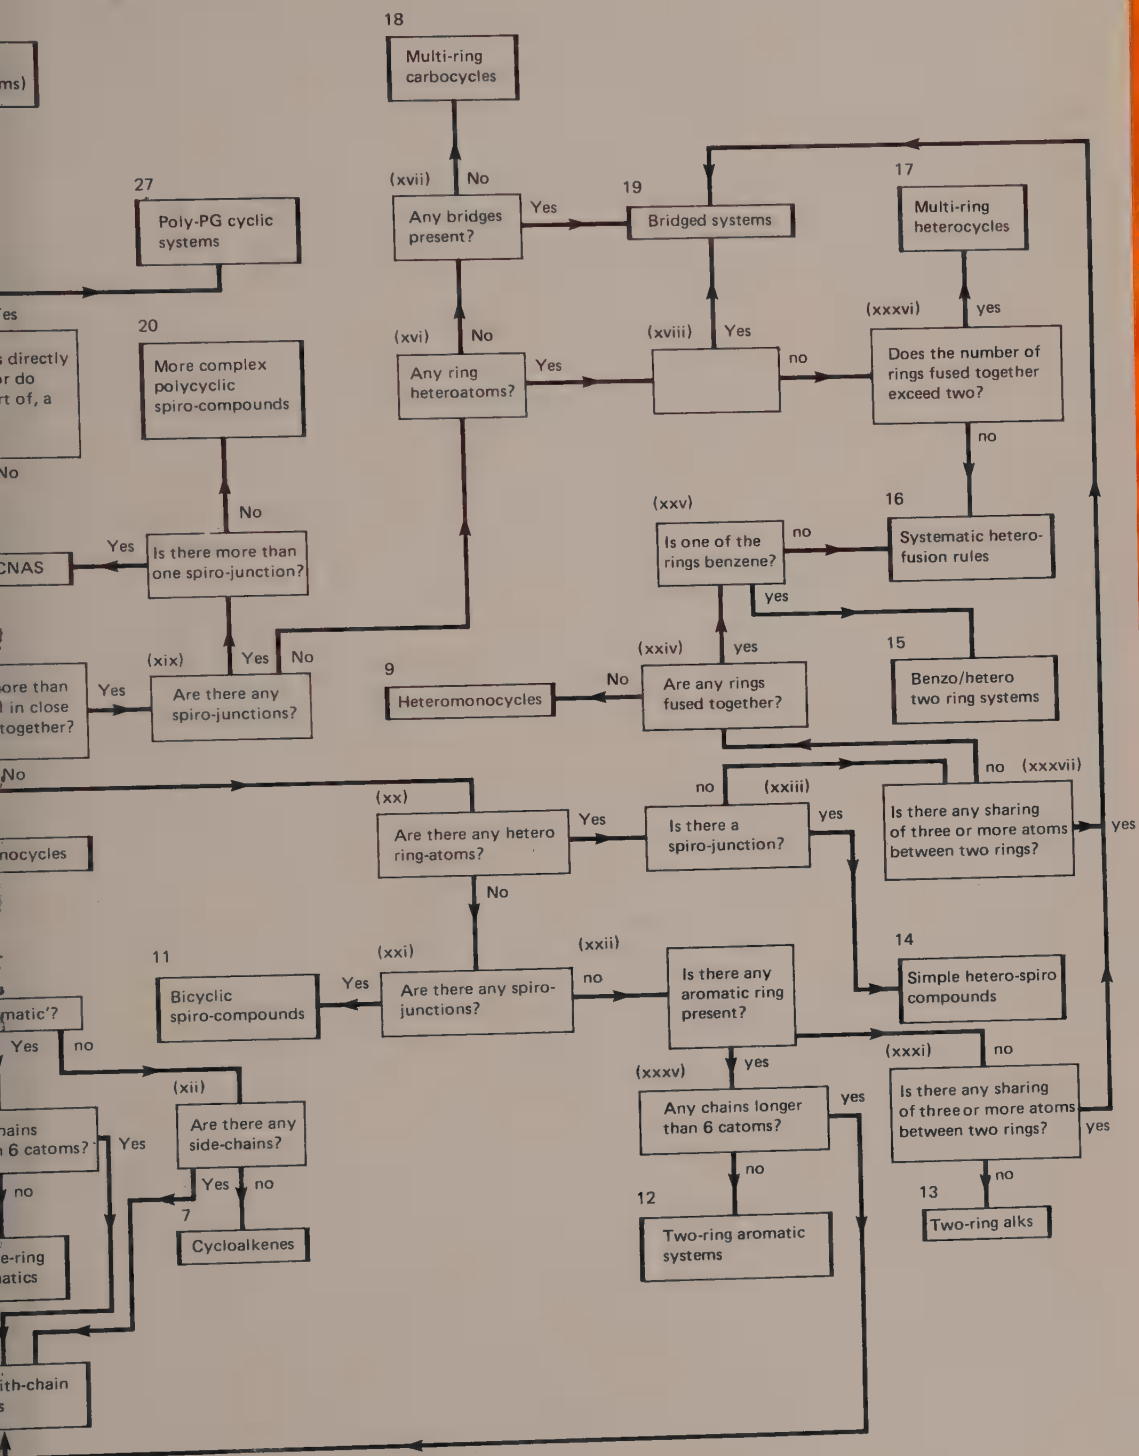 18
Multi-ring
carbocycles
ms)
(xvii)
No
27
Poly-PG cyclic
systems
Any bridges
present?
Yes
19
Bridged systems
17
Multi-ring
heterocycles
es
20
(xvi)
No
(xviii)
Yes
(xxxvi)
yes
s directly
or do
rt of, a
More complex
polycyclic
spiro-compounds
Any ring
heteroatoms?
Yes
no
Does the number of
rings fused together
exceed two?
No
No
no
(xxv)
16
CNAS
Yes
Is there more than
one spiro-junction?
Is one of the
rings benzene?
no
Systematic hetero-
fusion rules
yes
(xix)
Yes
No
9
(xxiv)
yes
15
ore than
l in close
together?
Yes
Are there any
spiro-junctions?
Heteromonocycles
No
Are any rings
fused together?
Benzo/hetero
two ring systems
No
(xx)
no
(xxiii)
no
(xxxvii)
Are there any hetero
ring-atoms?
Yes
Is there a
spiro-junction?
yes
Is there any sharing
of three or more atoms
between two rings?
yes
nocycles
No
11
(xxi)
(xxii)
14
Bicyclic
spiro-compounds
Yes
Are there any spiro-
junctions?
no
Is there any
aromatic ring
present?
Simple hetero-spiro
compounds
matic'?
Yes
no
(xii)
(xxxv)
yes
(xxxi)
no
hains
n 6 catoms?
Yes
Are there any
side-chains?
Any chains longer
than 6 catoms?
yes
Is there any sharing
of three or more atoms
between two rings?
yes
no
Yes
no
7
Cycloalkenes
no
12
Two-ring aromatic
systems
no
13
Two-ring alks
e-ring
atics
ith-chain
s